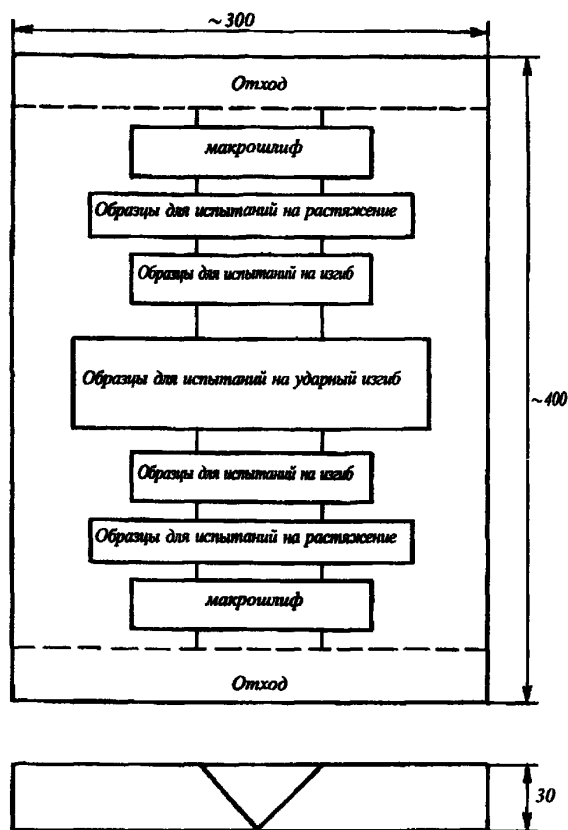 ~300
Отход
макрошлиф
Образцы для испытаний на растяжение
Образцы для испытаний на изгиб
Образцы для испытаний на ударный изгиб
~400
Образцы для испытаний на изгиб
Образцы для испытаний на растяжение
макрошлиф
Отход
30